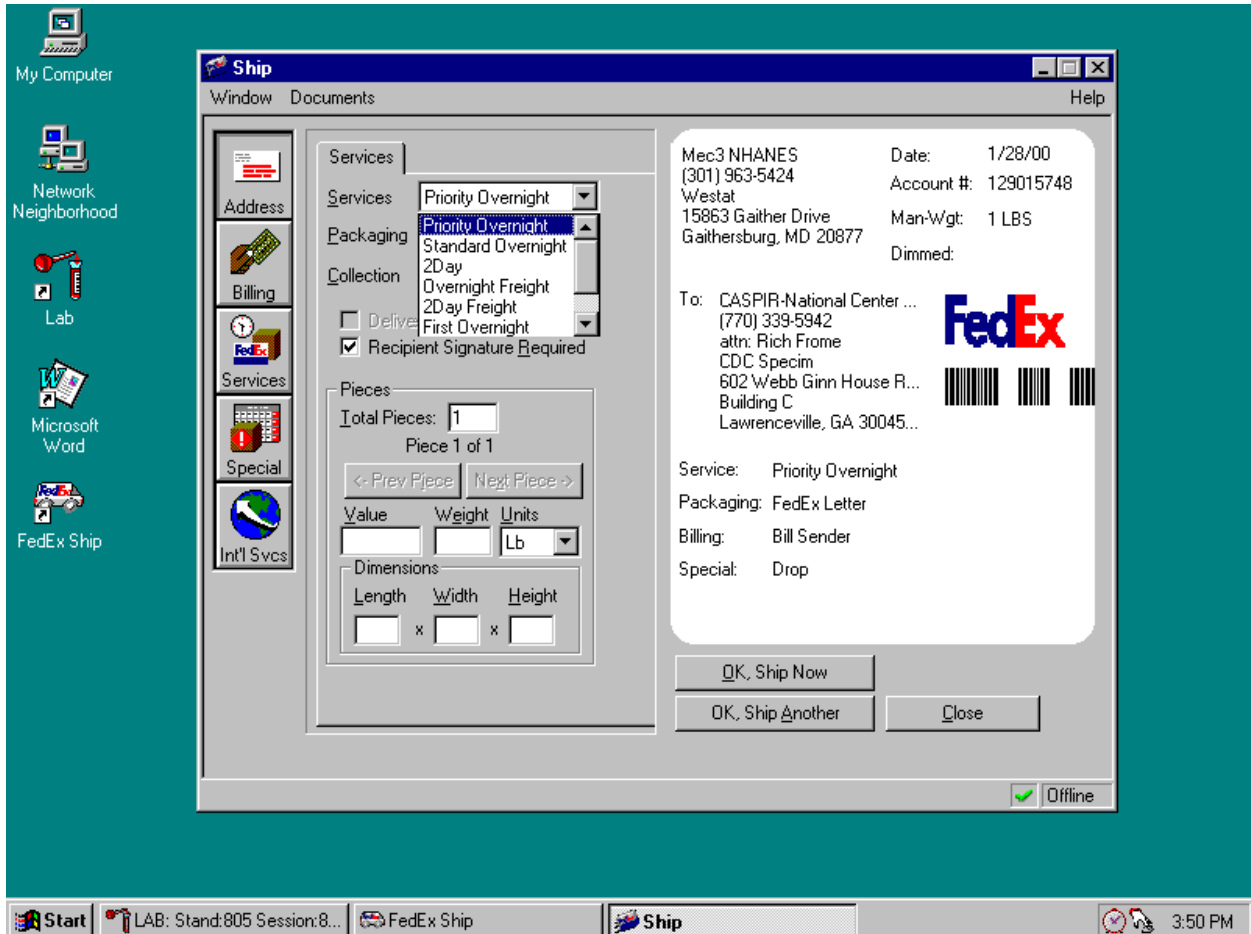 My Computer
Network
Neighborhood
Lab
Microsoft
Word
FedEx Ship
Ship
Window Documents Help
Address
Billing
FedEx
Services
Special
Int'l Svcs
Services
Services Priority Overnight
Packaging
Collection
Priority Overnight
Standard Overnight
2Day
Overnight Freight
2Day Freight
First Overnight
Delive
Recipient Signature Required
Pieces
Total Pieces: 1
Piece 1 of 1
<- Prev Piece Next Piece ->
Value Weight Units
Lb
Dimensions
Length Width Height
x x
Mec3 NHANES
(301) 963-5424
Westat
15863 Gaither Drive
Gaithersburg, MD 20877
Date: 1/28/00
Account #: 129015748
Man-Wgt: 1 LBS
Dimmed:
To: CASPIR-National Center ...
(770) 339-5942
attn: Rich Frome
CDC Specim
602 Webb Ginn House R...
Building C
Lawrenceville, GA 30045...
FedEx
Service: Priority Overnight
Packaging: FedEx Letter
Billing: Bill Sender
Special: Drop
OK, Ship Now
OK, Ship Another Close
Offline
Start LAB: Stand:805 Session:8... FedEx Ship Ship 3:50 PM